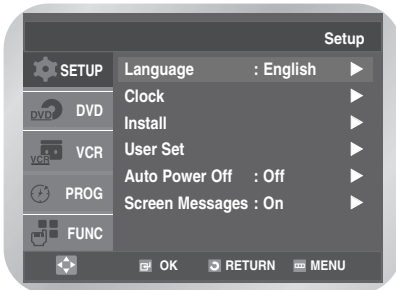 Setup
SETUP
Language : English
Clock
DVD DVD
Install
VCR VCR
User Set
Auto Power Off : Off
PROG
Screen Messages : On
FUNC
OK RETURN MENU